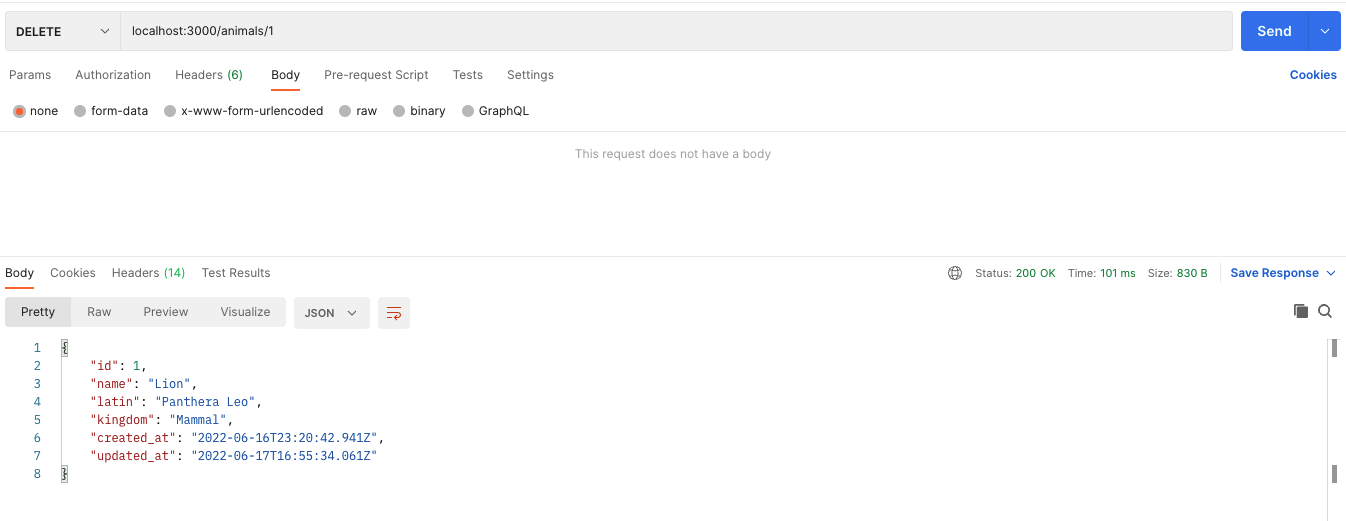 DELETE localhost:3000/animals/1 Send
Params Authorization Headers (6) Body Pre-request Script Tests Settings Cookies
none form-data x-www-form-urlencoded raw binary GraphQL
This request does not have a body
Body Cookies Headers (14) Test Results Status: 200 OK Time: 101 ms Size: 830 B Save Response
Pretty Raw Preview Visualize JSON
1 {
2 "id": 1,
3 "name": "Lion",
4 "latin": "Panthera Leo",
5 "kingdom": "Mammal",
6 "created_at": "2022-06-16T23:20:42.941Z",
7 "updated_at": "2022-06-17T16:55:34.061Z"
8 }